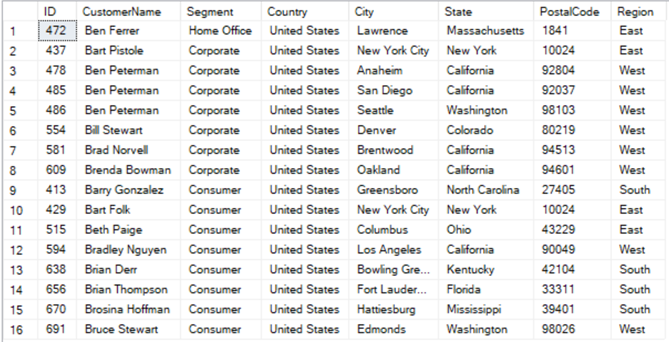 ID CustomerName Segment Country City State PostalCode Region
1 472 Ben Ferrer Home Office United States Lawrence Massachusetts 1841 East
2 437 Bart Pistole Corporate United States New York City New York 10024 East
3 478 Ben Peterman Corporate United States Anaheim California 92804 West
4 485 Ben Peterman Corporate United States San Diego California 92037 West
5 486 Ben Peterman Corporate United States Seattle Washington 98103 West
6 554 Bill Stewart Corporate United States Denver Colorado 80219 West
7 581 Brad Norvell Corporate United States Brentwood California 94513 West
8 609 Brenda Bowman Corporate United States Oakland California 94601 West
9 413 Barry Gonzalez Consumer United States Greensboro North Carolina 27405 South
10 429 Bart Folk Consumer United States New York City New York 10024 East
11 515 Beth Paige Consumer United States Columbus Ohio 43229 East
12 594 Bradley Nguyen Consumer United States Los Angeles California 90049 West
13 638 Brian Derr Consumer United States Bowling Gre... Kentucky 42104 South
14 656 Brian Thompson Consumer United States Fort Lauder... Florida 33311 South
15 670 Brosina Hoffman Consumer United States Hattiesburg Mississippi 39401 South
16 691 Bruce Stewart Consumer United States Edmonds Washington 98026 West